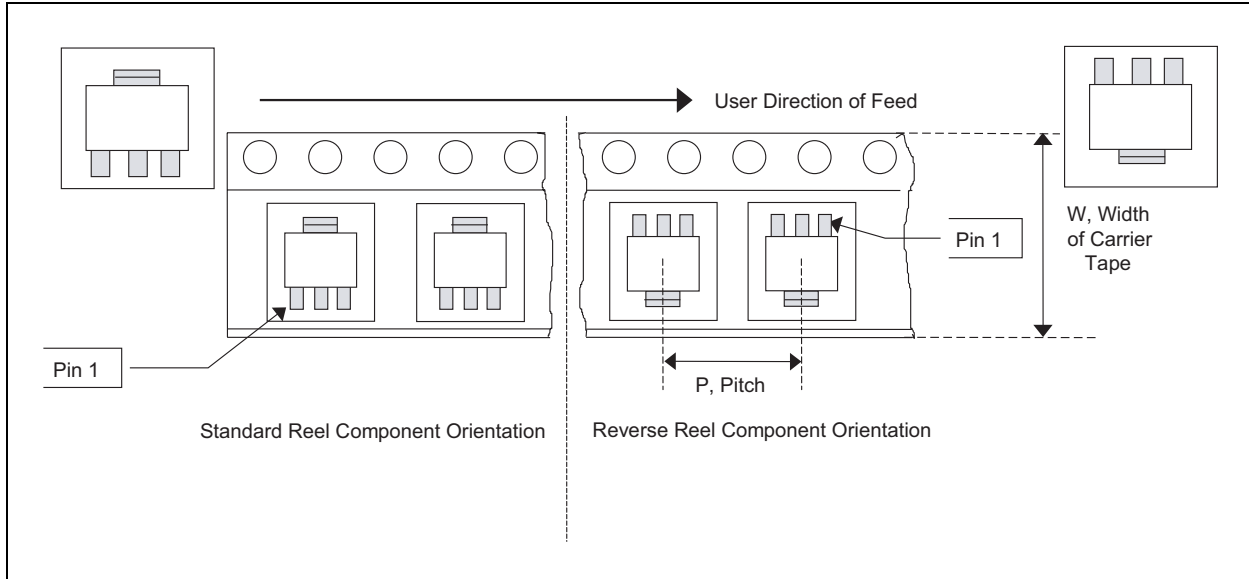 User Direction of Feed
Pin 1
W, Width
of Carrier
Tape
Pin 1
P, Pitch
Standard Reel Component Orientation
Reverse Reel Component Orientation